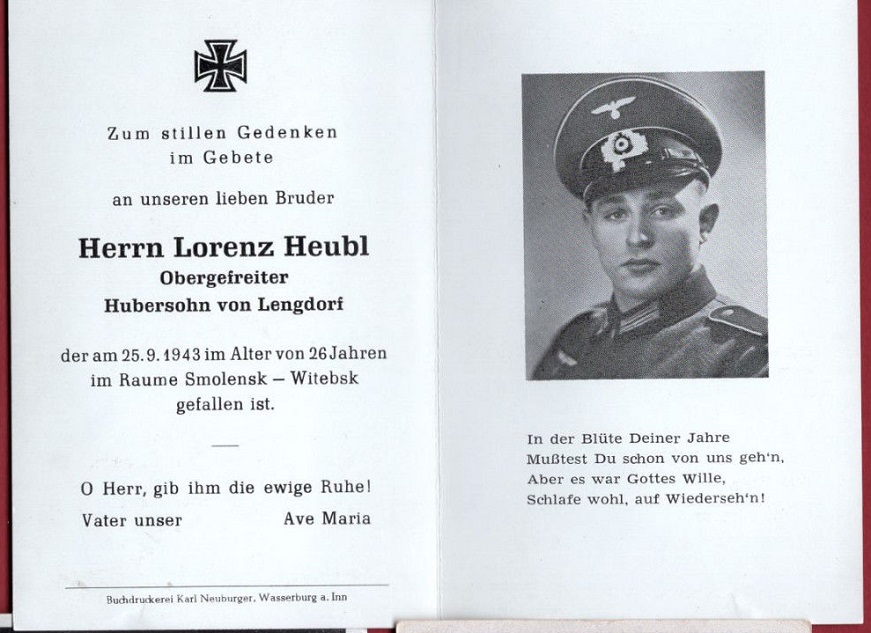 Zum stillen Gedenken
im Gebete
an unseren lieben Bruder
Herrn Lorenz Heubl
Obergefreiter
Hubersohn von Lengdorf
der am 25.9.1943 im Alter von 26 Jahren
im Raume Smolensk – Witebsk
gefallen ist.
O Herr, gib ihm die ewige Ruhe!
Vater unser Ave Maria
Buchdruckerei Karl Neuburger, Wasserburg a. Inn
In der Blüte Deiner Jahre
Mußtest Du schon von uns geh'n,
Aber es war Gottes Wille,
Schlafe wohl, auf Wiederseh'n!